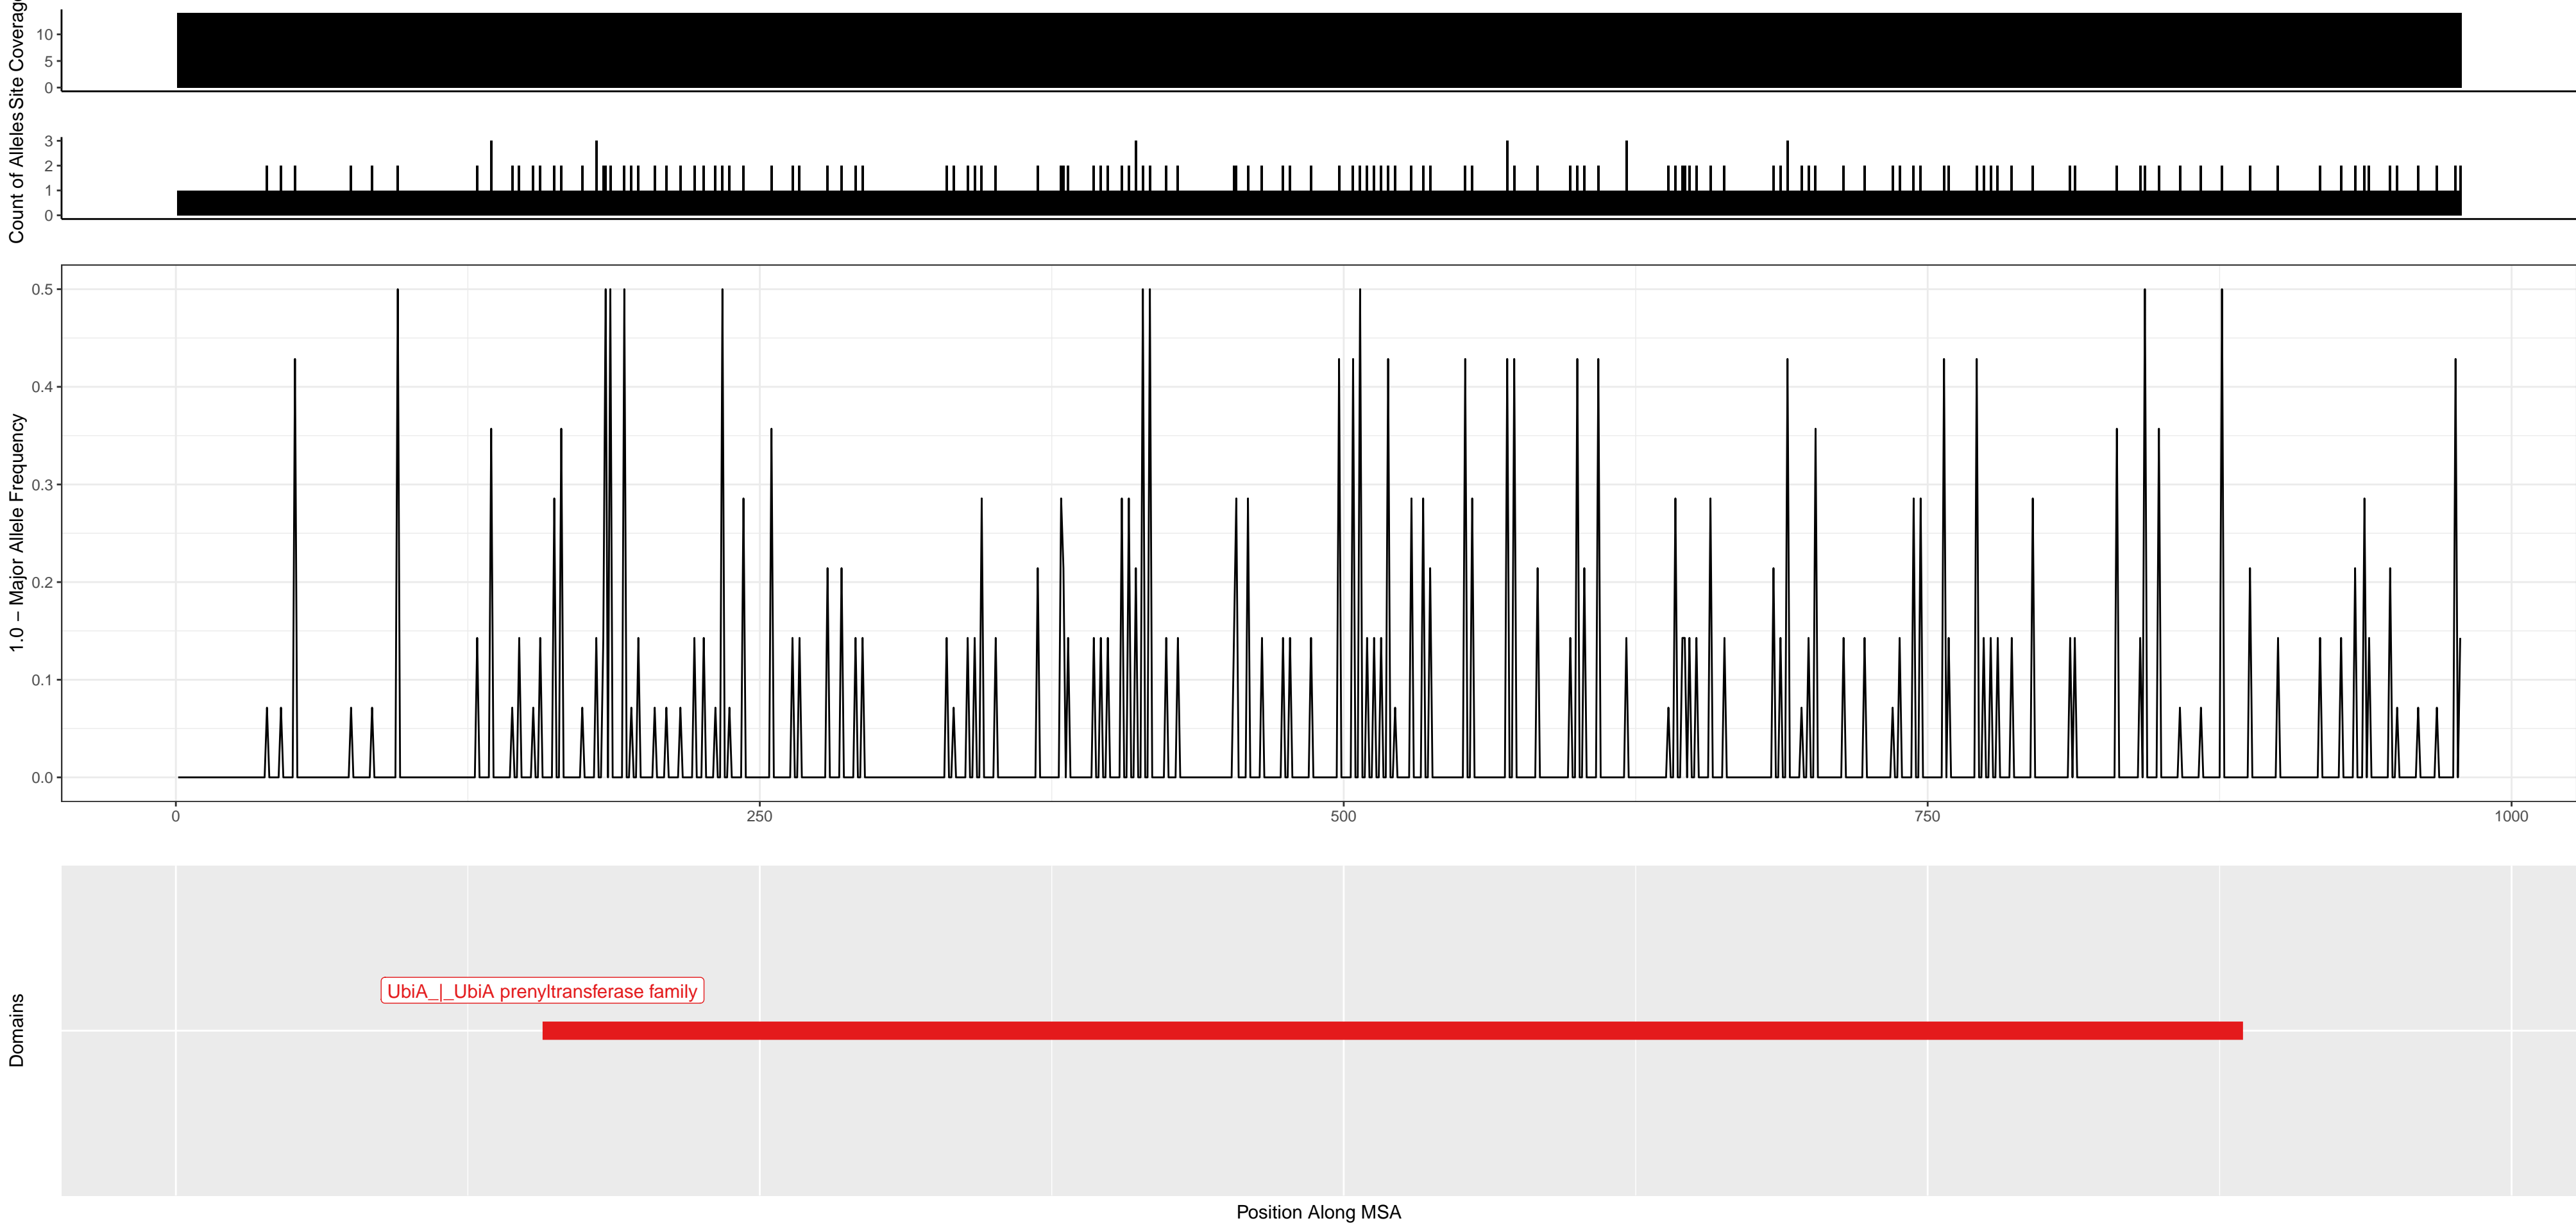 Site Coverage
10
5
0
Count of Alleles
3
2
1
0
1.0 − Major Allele Frequency
0.5
0.4
0.3
0.2
0.1
0.0
0 250 500 750 1000
Domains
UbiA_|_UbiA prenyltransferase family
Position Along MSA